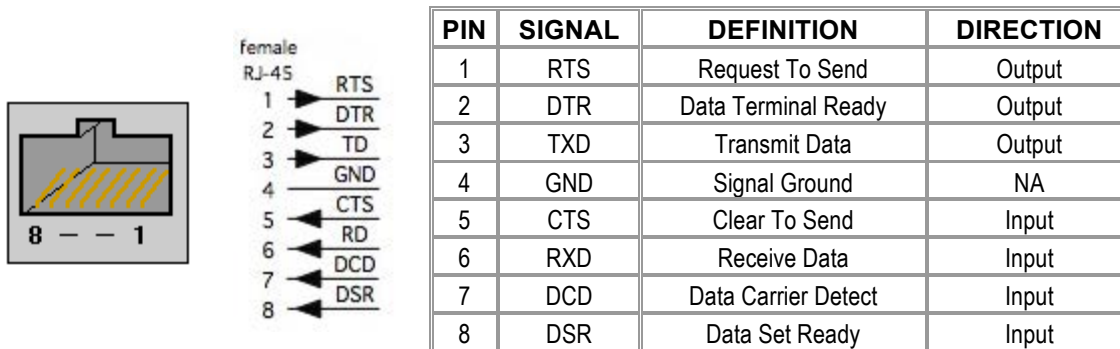 8 – – 1
female
RJ-45
1 RTS
2 DTR
3 TD
4 GND
5 CTS
6 RD
7 DCD
8 DSR
PIN SIGNAL DEFINITION DIRECTION
1 RTS Request To Send Output
2 DTR Data Terminal Ready Output
3 TXD Transmit Data Output
4 GND Signal Ground NA
5 CTS Clear To Send Input
6 RXD Receive Data Input
7 DCD Data Carrier Detect Input
8 DSR Data Set Ready Input